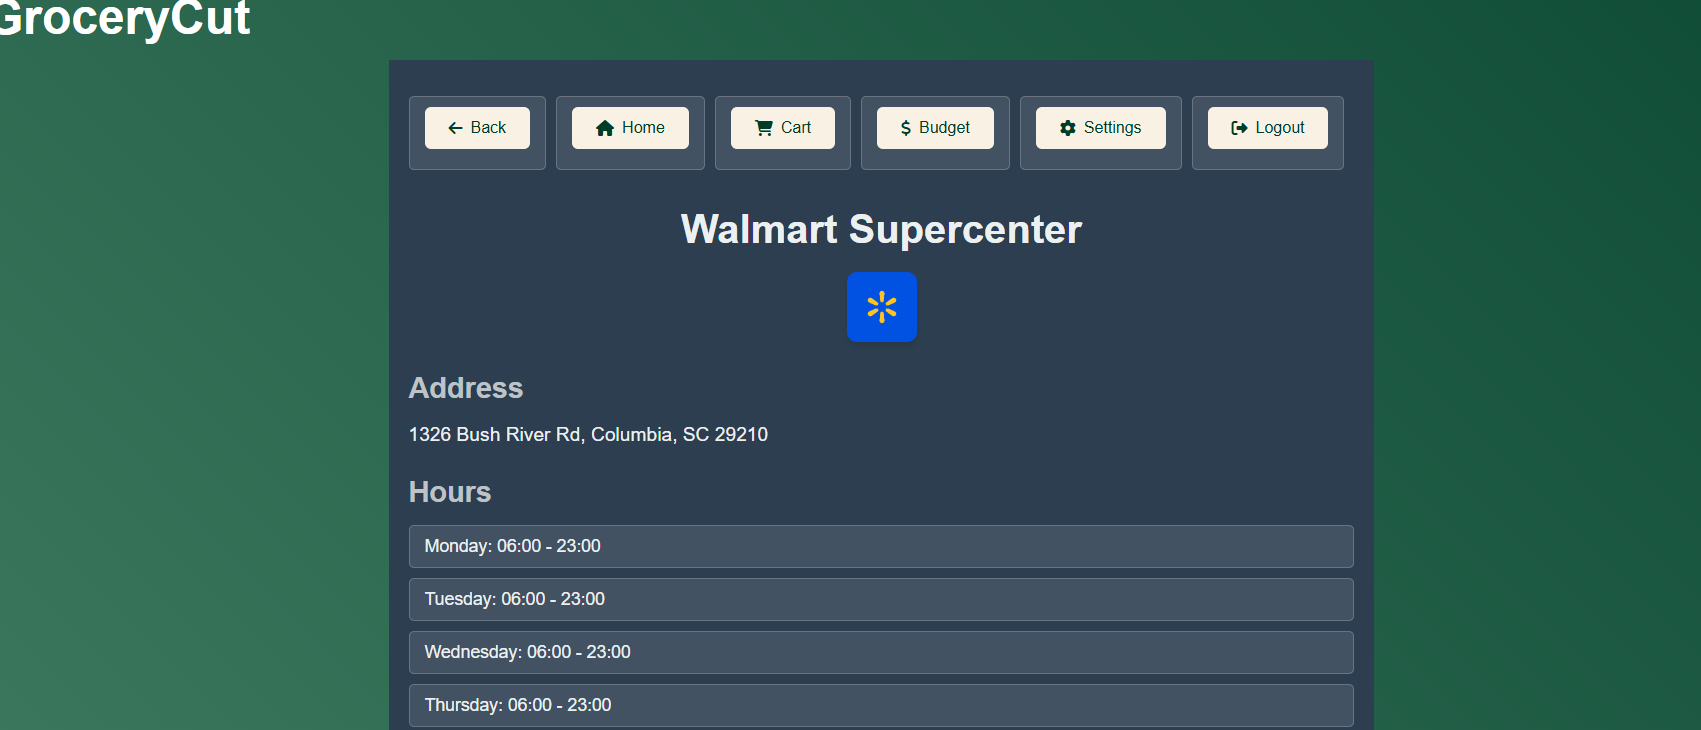 GroceryCut
Back Home Cart $ Budget Settings Logout
Walmart Supercenter
Address
1326 Bush River Rd, Columbia, SC 29210
Hours
Monday: 06:00 - 23:00
Tuesday: 06:00 - 23:00
Wednesday: 06:00 - 23:00
Thursday: 06:00 - 23:00